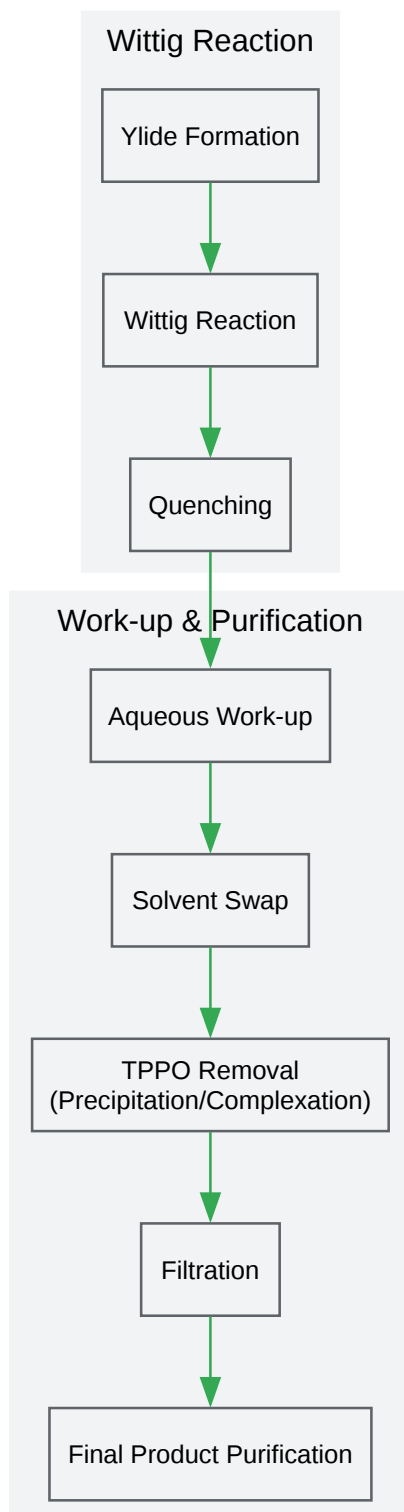 Wittig Reaction
Ylide Formation
Wittig Reaction
Quenching
Work-up & Purification
Aqueous Work-up
Solvent Swap
TPPO Removal
(Precipitation/Complexation)
Filtration
Final Product Purification